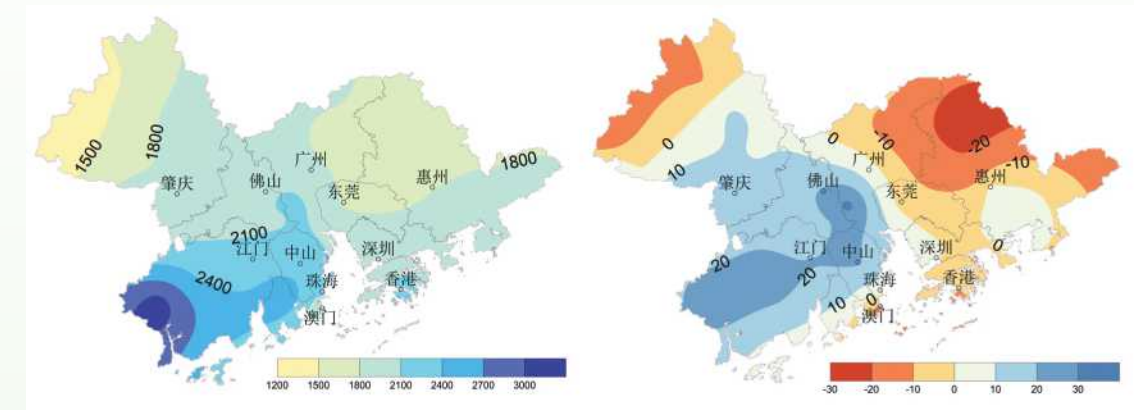 1500
1800
1800
肇庆
佛山
广州
惠州
东莞
2100
江门
中山
深圳
2400
珠海
香港
澳门
1200 1500 1800 2100 2400 2700 3000
0
10
0
-10
-20
-10
肇庆
佛山
广州
惠州
东莞
20
江门
中山
深圳
0
20
珠海
香港
10
0
澳门
-30 -20 -10 0 10 20 30